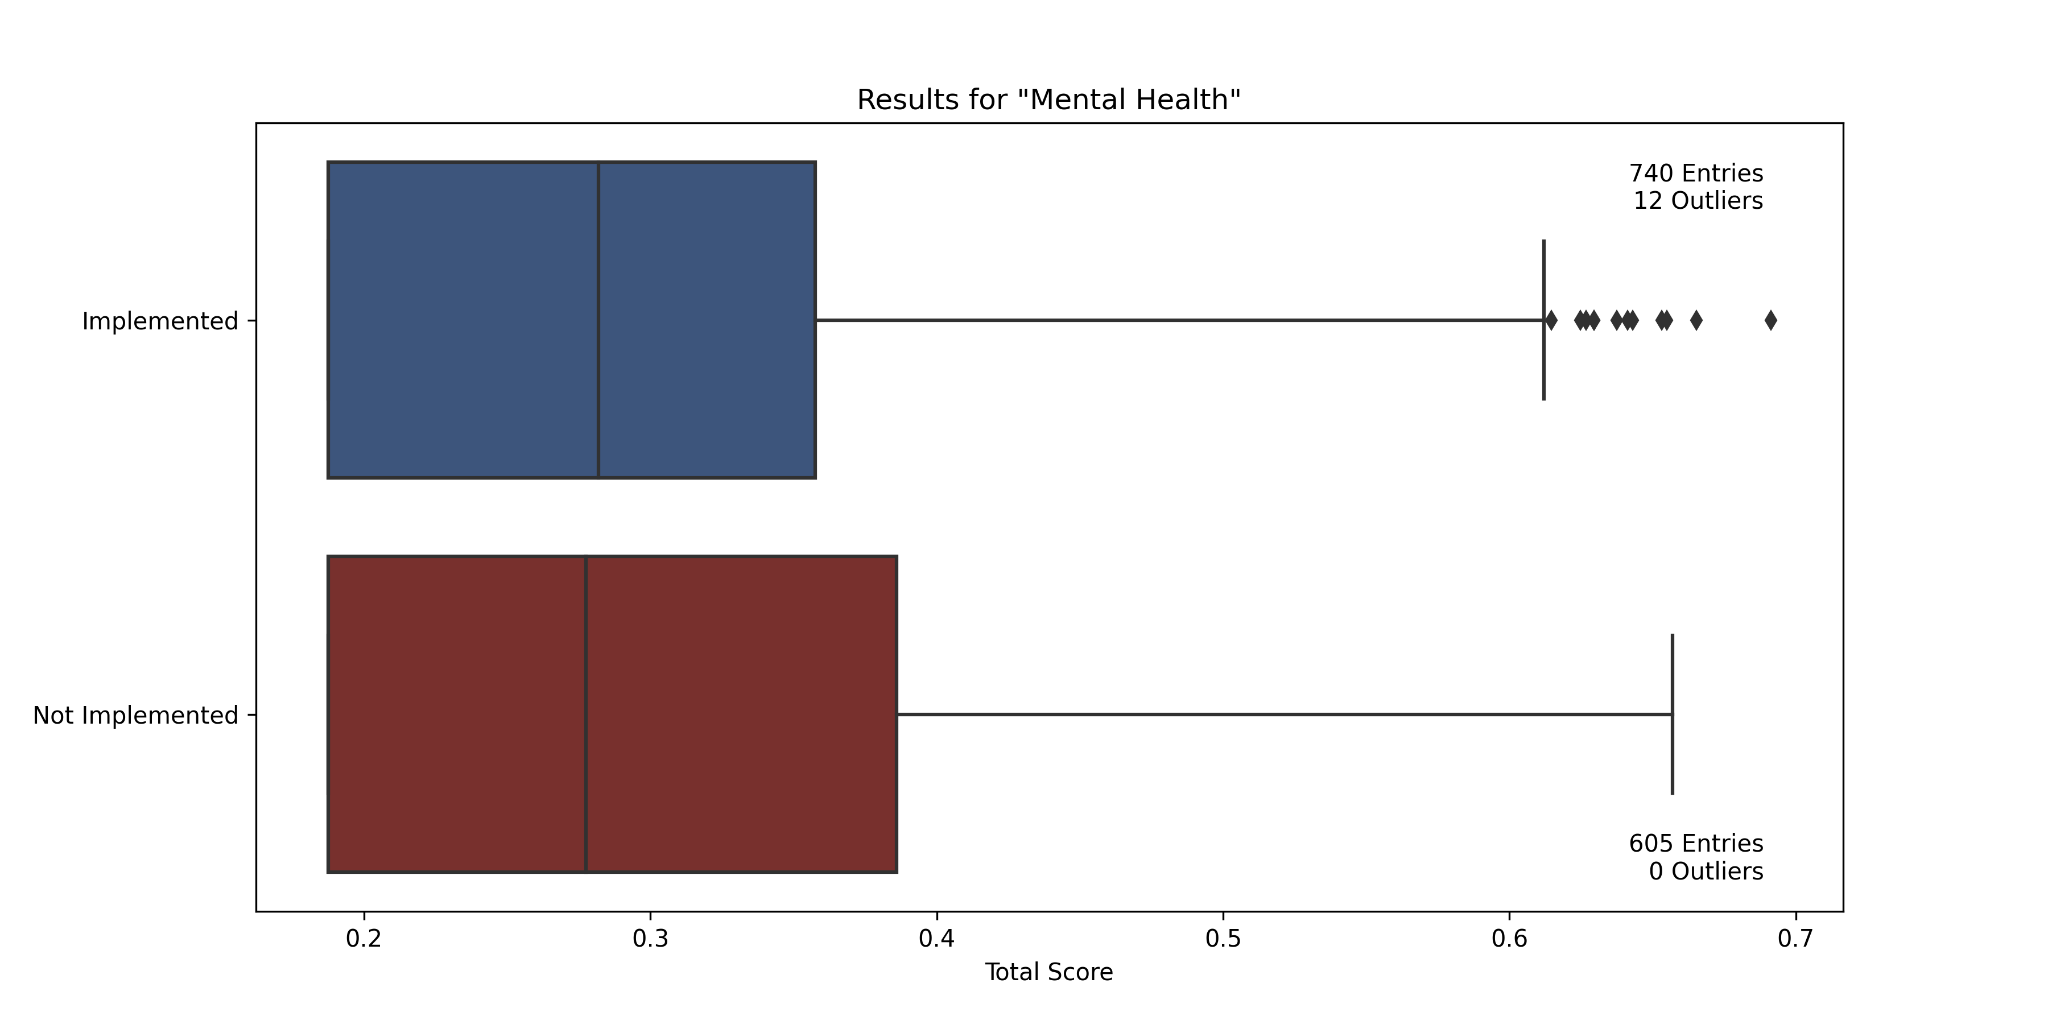 Results for "Mental Health"
740 Entries
12 Outliers
Implemented
Not Implemented
605 Entries
0 Outliers
0.2 0.3 0.4 0.5 0.6 0.7
Total Score